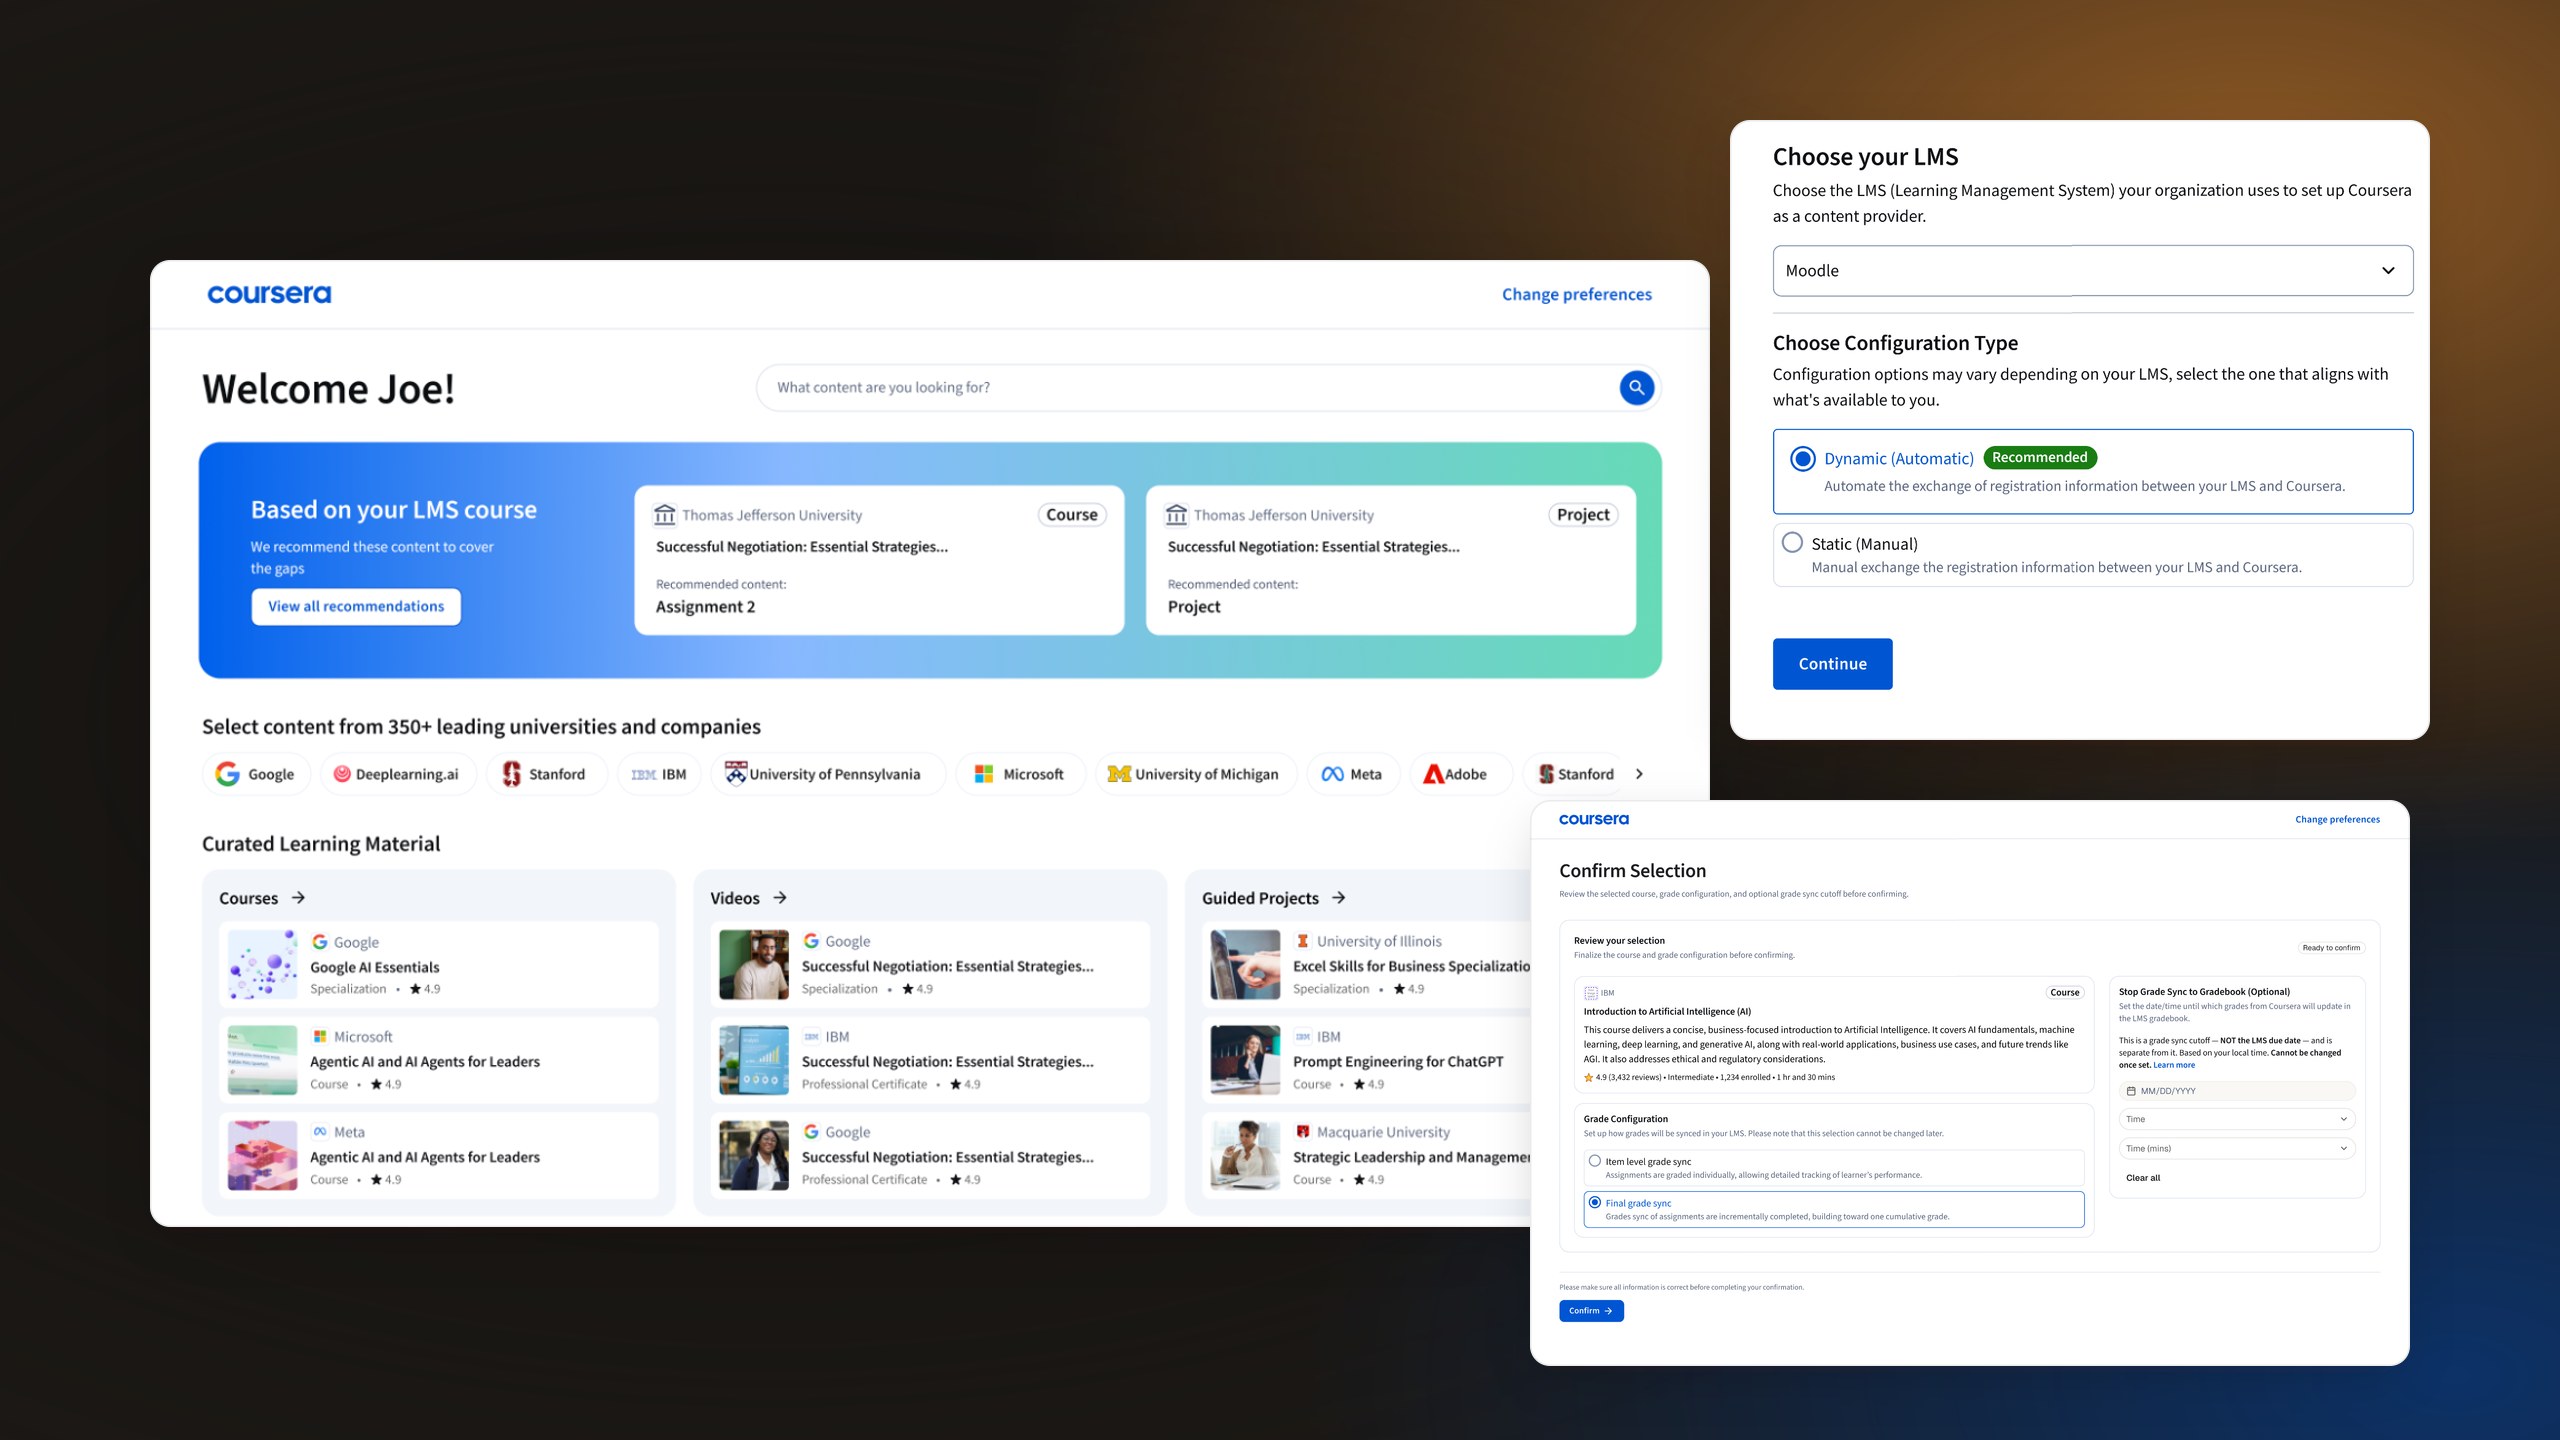 coursera
Change preferences
Welcome Joe!
What content are you looking for?
Based on your LMS course
We recommend these content to cover
the gaps
View all recommendations
Thomas Jefferson University
Course
Successful Negotiation: Essential Strategies...
Recommended content:
Assignment 2
Thomas Jefferson University
Project
Successful Negotiation: Essential Strategies...
Recommended content:
Project
Select content from 350+ leading universities and companies
Google
Deeplearning.ai
Stanford
IBM IBM
University of Pennsylvania
Microsoft
University of Michigan
Meta
Adobe
Stanford
Curated Learning Material
Courses
Google
Google AI Essentials
Specialization • ★ 4.9
Microsoft
Agentic AI and AI Agents for Leaders
Course • ★ 4.9
Meta
Agentic AI and AI Agents for Leaders
Course • ★ 4.9
Videos
Google
Successful Negotiation: Essential Strategies...
Specialization • ★ 4.9
IBM IBM
Successful Negotiation: Essential Strategies...
Professional Certificate • ★ 4.9
Google
Successful Negotiation: Essential Strategies...
Professional Certificate • ★ 4.9
Guided Projects
University of Illinois
Excel Skills for Business Specializatio
Specialization • ★ 4.9
IBM IBM
Prompt Engineering for ChatGPT
Course • ★ 4.9
Macquarie University
Strategic Leadership and Managemen
Course • ★ 4.9
Choose your LMS
Choose the LMS (Learning Management System) your organization uses to set up Coursera
as a content provider.
Moodle
Choose Configuration Type
Configuration options may vary depending on your LMS, select the one that aligns with
what's available to you.
Dynamic (Automatic) Recommended
Automate the exchange of registration information between your LMS and Coursera.
Static (Manual)
Manual exchange the registration information between your LMS and Coursera.
Continue
coursera
Change preferences
Confirm Selection
Review the selected course, grade configuration, and optional grade sync cutoff before confirming.
Review your selection
Finalize the course and grade configuration before confirming.
Ready to confirm
IBM
Course
Introduction to Artificial Intelligence (AI)
This course delivers a concise, business-focused introduction to Artificial Intelligence. It covers AI fundamentals, machine
learning, deep learning, and generative AI, along with real-world applications, business use cases, and future trends like
AGI. It also addresses ethical and regulatory considerations.
4.9 (3,432 reviews) • Intermediate • 1,234 enrolled • 1 hr and 30 mins
Grade Configuration
Set up how grades will be synced in your LMS. Please note that this selection cannot be changed later.
Item level grade sync
Assignments are graded individually, allowing detailed tracking of learner's performance.
Final grade sync
Grades sync of assignments are incrementally completed, building toward one cumulative grade.
Stop Grade Sync to Gradebook (Optional)
Set the date/time until which grades from Coursera will update in
the LMS gradebook.
This is a grade sync cutoff — NOT the LMS due date — and is
separate from it. Based on your local time. Cannot be changed
once set. Learn more
MM/DD/YYYY
Time
Time (mins)
Clear all
Please make sure all information is correct before completing your confirmation.
Confirm